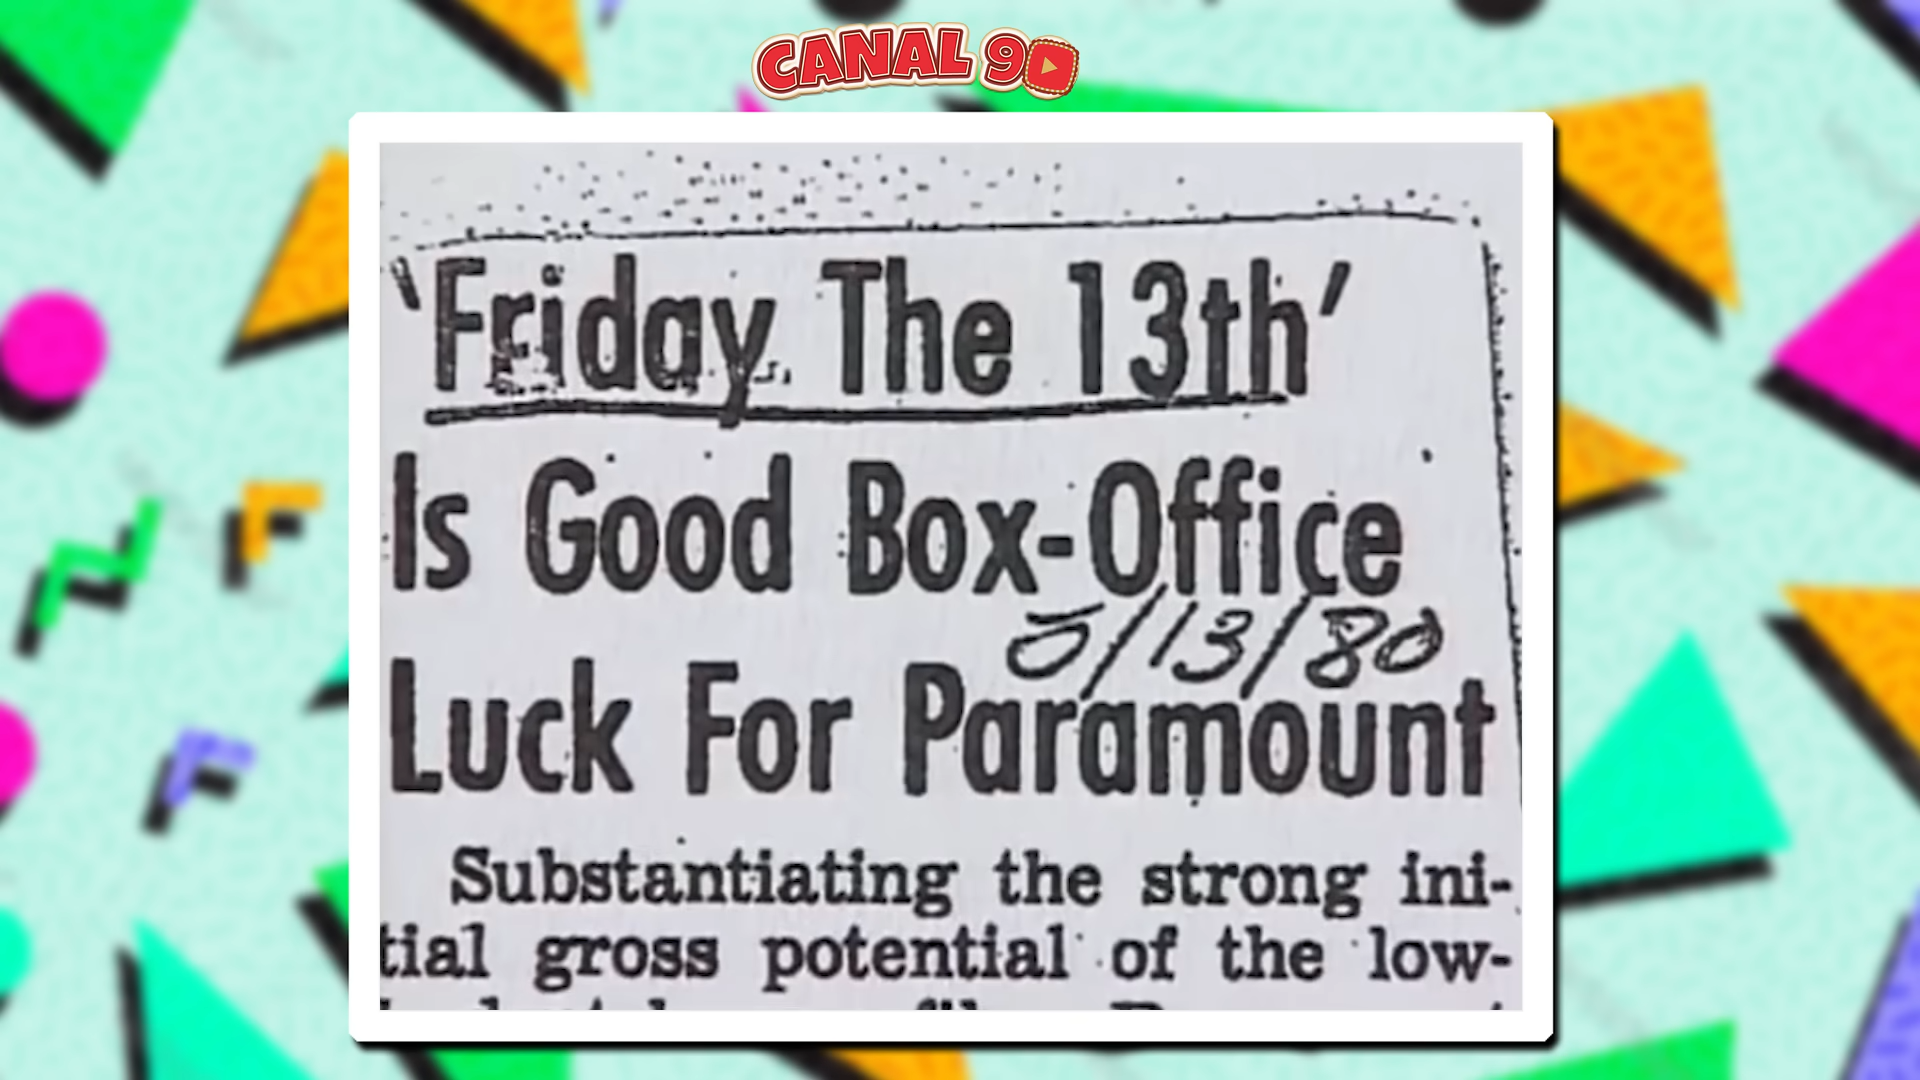 CANAL 90
'Friday The 13th'
Is Good Box-Office
5/13/80
Luck For Paramount
Substantiating the strong ini-
tial gross potential of the low-